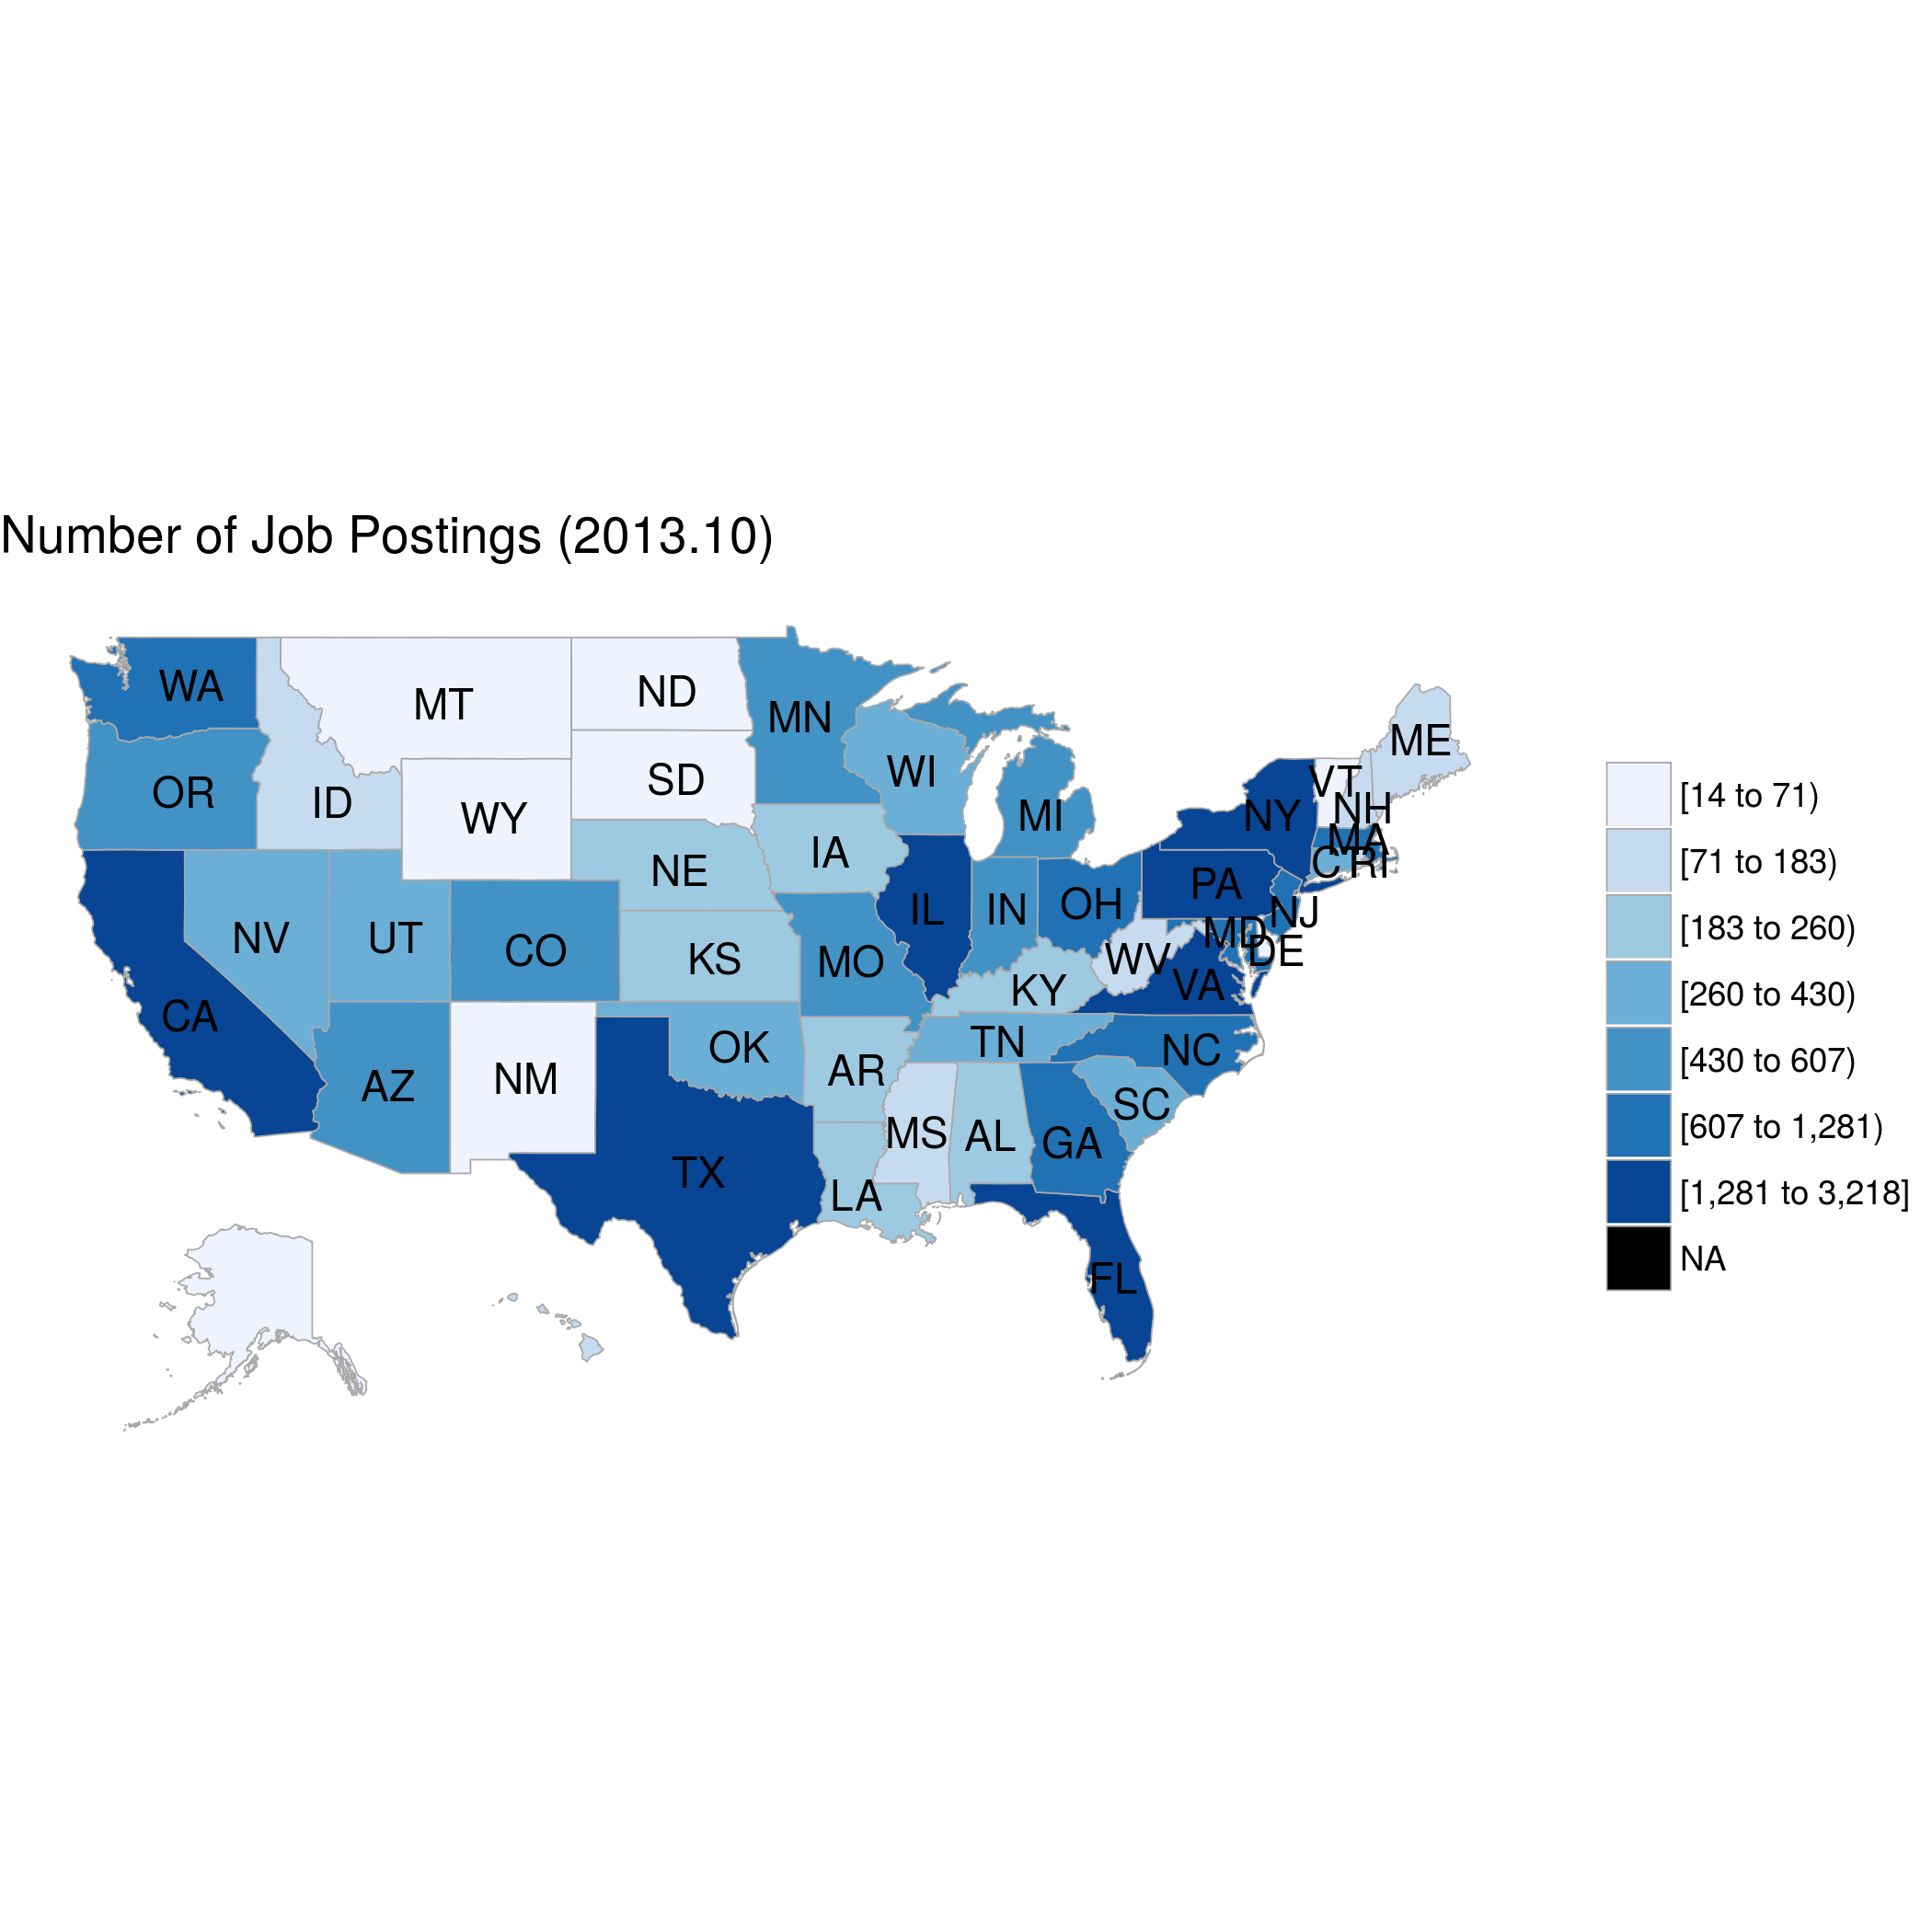 Number of Job Postings (2013.10)
WA
MT
ND
MN
ME
OR
ID
WY
SD
WI
MI
NY
VT
NH
MA
CT
RI
NE
IA
PA
NJ
NV
UT
CO
KS
MO
IL
IN
OH
MD
DE
WV
VA
KY
CA
AZ
NM
OK
AR
TN
NC
SC
TX
LA
MS
AL
GA
FL
[14 to 71)
[71 to 183)
[183 to 260)
[260 to 430)
[430 to 607)
[607 to 1,281)
[1,281 to 3,218]
NA